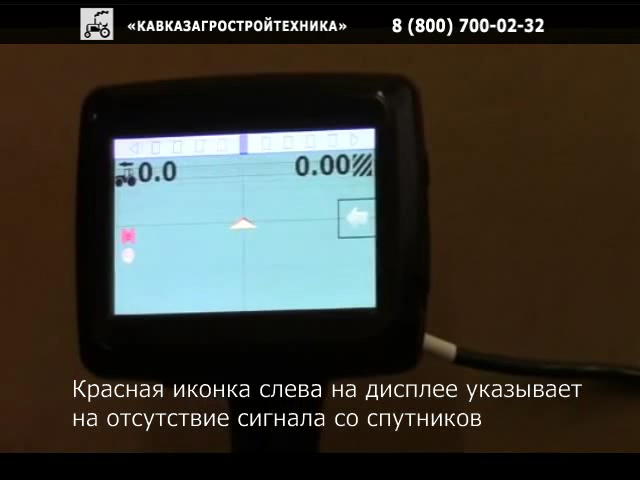 «КАВКАЗАГРОСТРОЙТЕХНИКА» 8 (800) 700-02-32
0.0 0.00
Красная иконка слева на дисплее указывает
на отсутствие сигнала со спутников